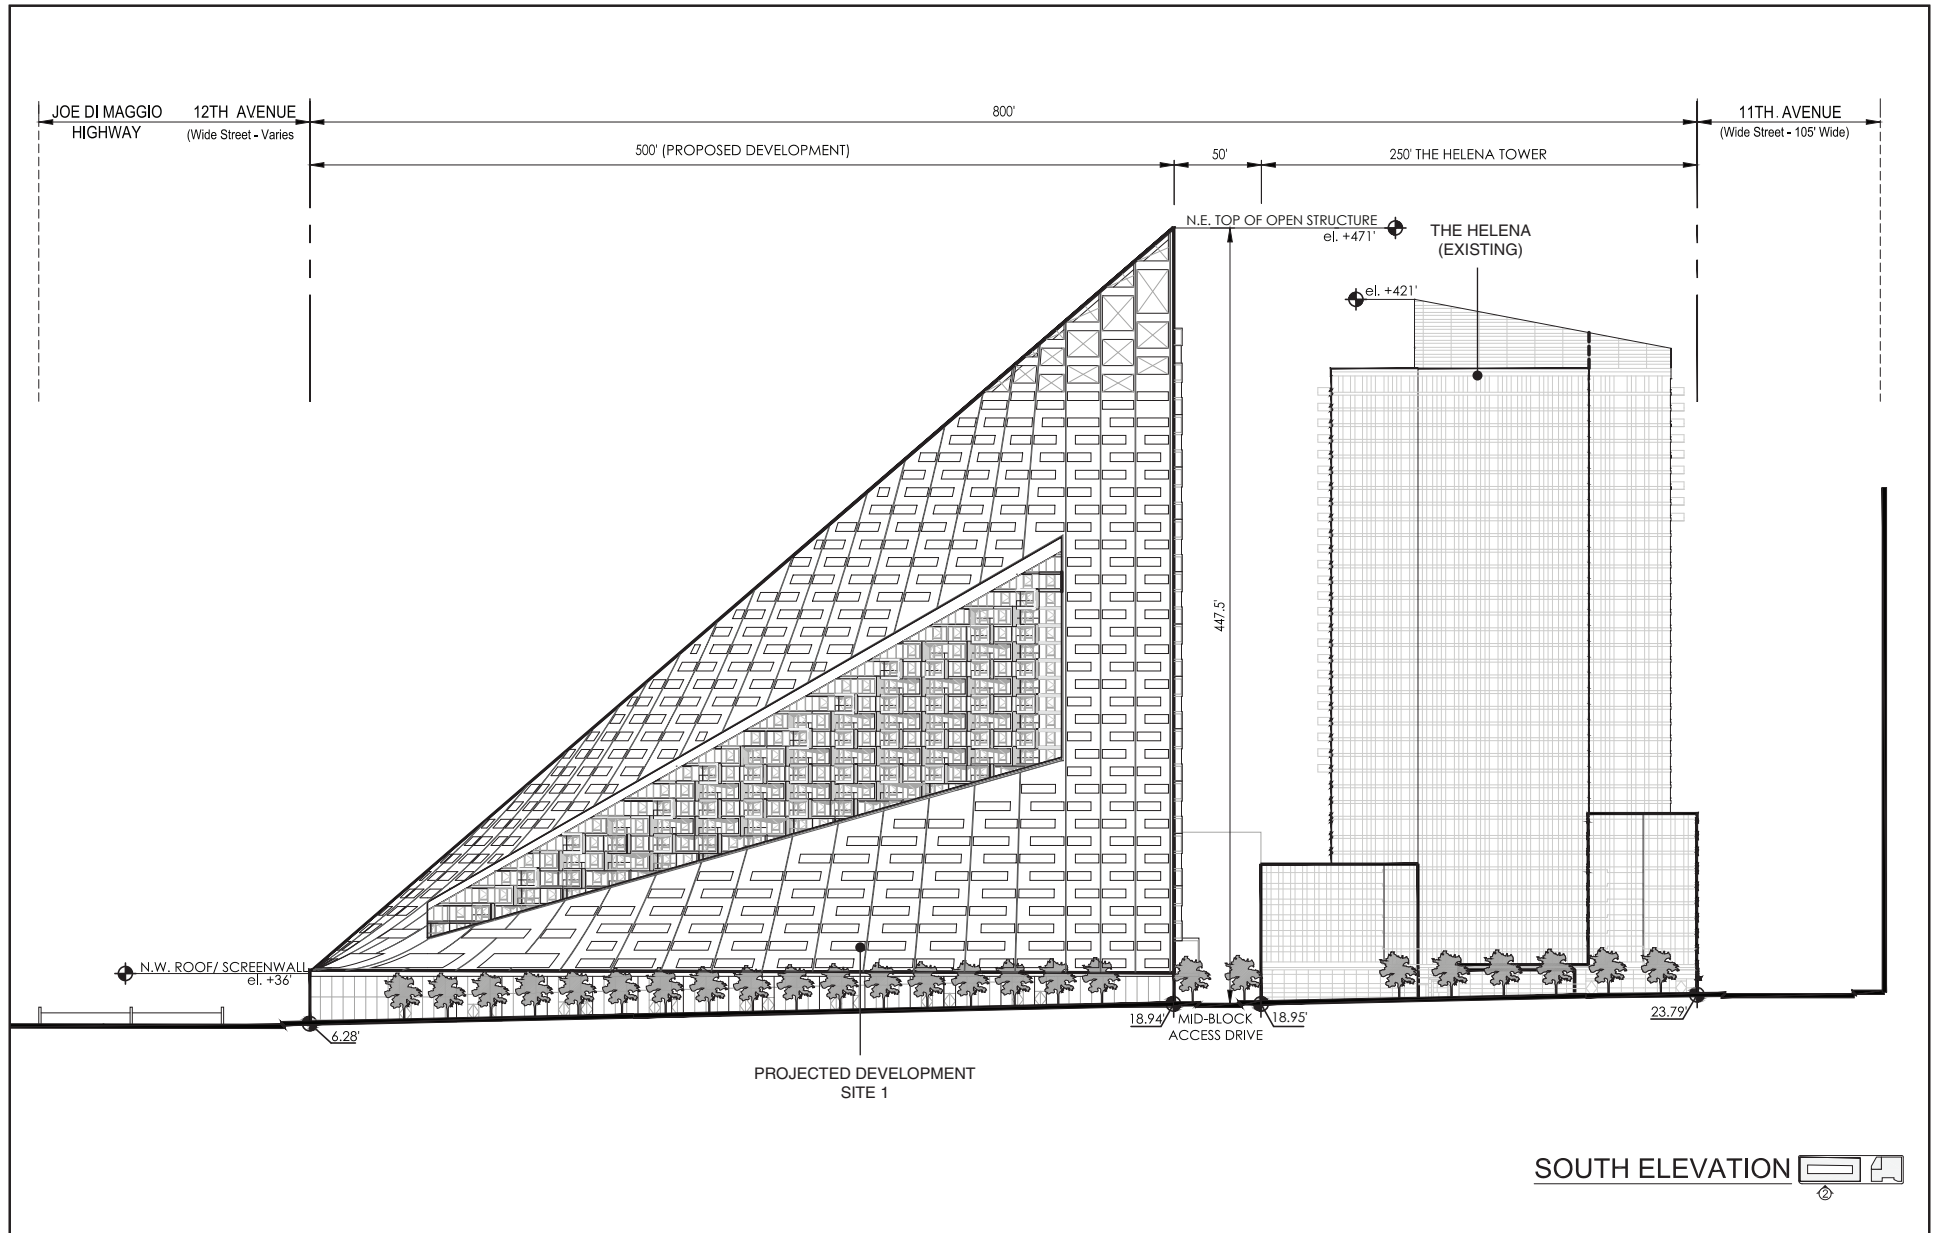 JOE DI MAGGIO
HIGHWAY
12TH AVENUE
(Wide Street - Varies
800'
11TH. AVENUE
(Wide Street - 105' Wide)
500' (PROPOSED DEVELOPMENT)
50'
250' THE HELENA TOWER
N.E. TOP OF OPEN STRUCTURE
el. +471'
THE HELENA
(EXISTING)
el. +421'
447.5'
N.W. ROOF/ SCREENWALL
el. +36'
6.28'
18.94'
MID-BLOCK
ACCESS DRIVE
18.95'
23.79'
PROJECTED DEVELOPMENT
SITE 1
SOUTH ELEVATION
2